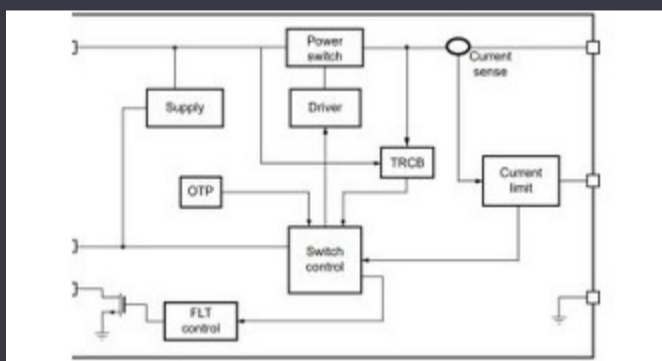 Power
switch
Current
sense
Supply
Driver
TRCB
Current
limit
OTP
Switch
control
FLT
control